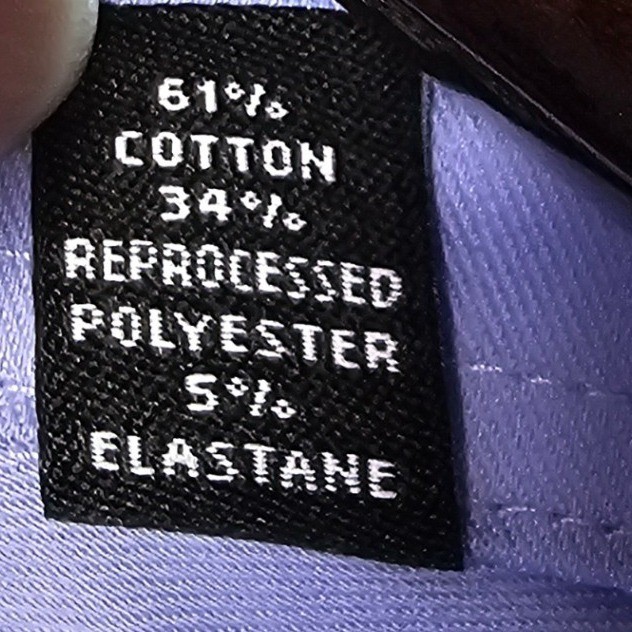 61%
COTTON
34%
REPROCESSED
POLYESTER
5%
ELASTANE